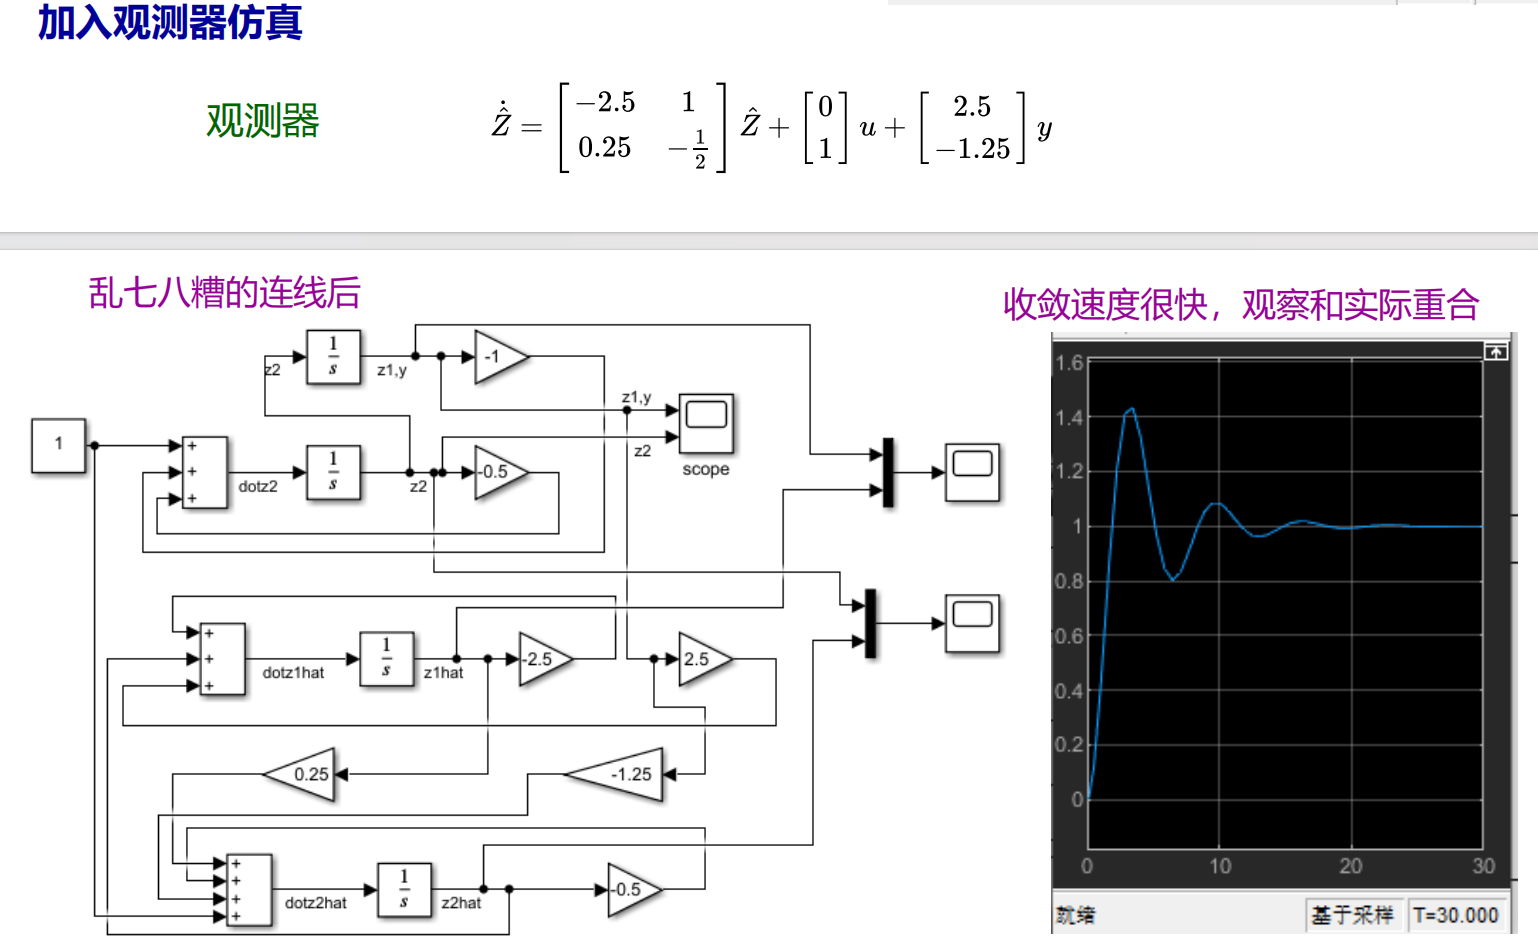 加入观测器仿真
观测器
$\dot{\hat{Z}} = \begin{bmatrix} -2.5 & 1 \\ 0.25 & -\frac{1}{2} \end{bmatrix} \hat{Z} + \begin{bmatrix} 0 \\ 1 \end{bmatrix} u + \begin{bmatrix} 2.5 \\ -1.25 \end{bmatrix} y$
乱七八糟的连线后
收敛速度很快，观察和实际重合
z2
1
s
z1,y
-1
z1,y
z2
scope
1
+
+
+
dotz2
1
s
z2
-0.5
+
+
+
dotz1hat
1
s
z1hat
-2.5
2.5
0.25
-1.25
+
+
+
+
dotz2hat
1
s
z2hat
-0.5
1.6
1.4
1.2
1
0.8
0.6
0.4
0.2
0
0 10 20 30
就绪 基于采样 T=30.000